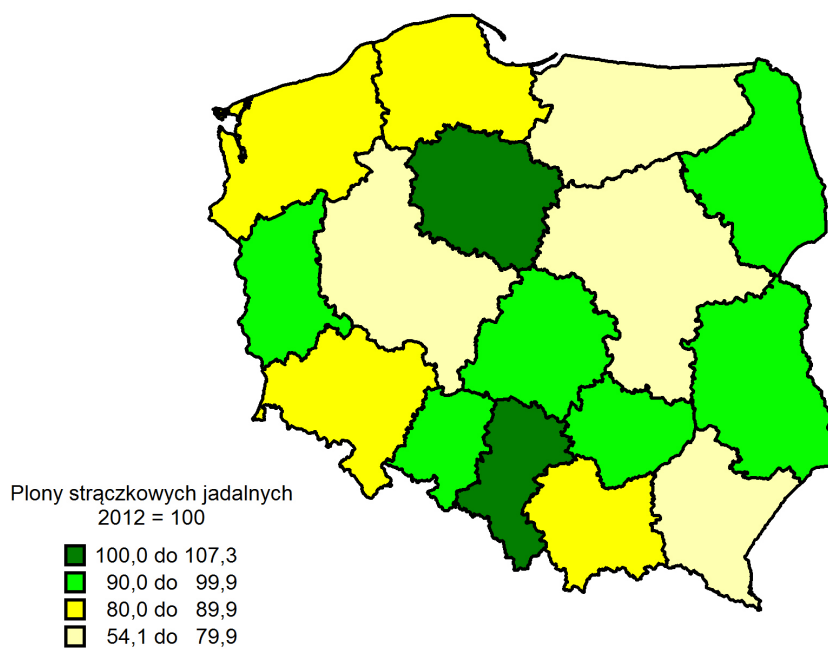 Plony strączkowych jadalnych
2012 = 100
100,0 do 107,3
90,0 do 99,9
80,0 do 89,9
54,1 do 79,9